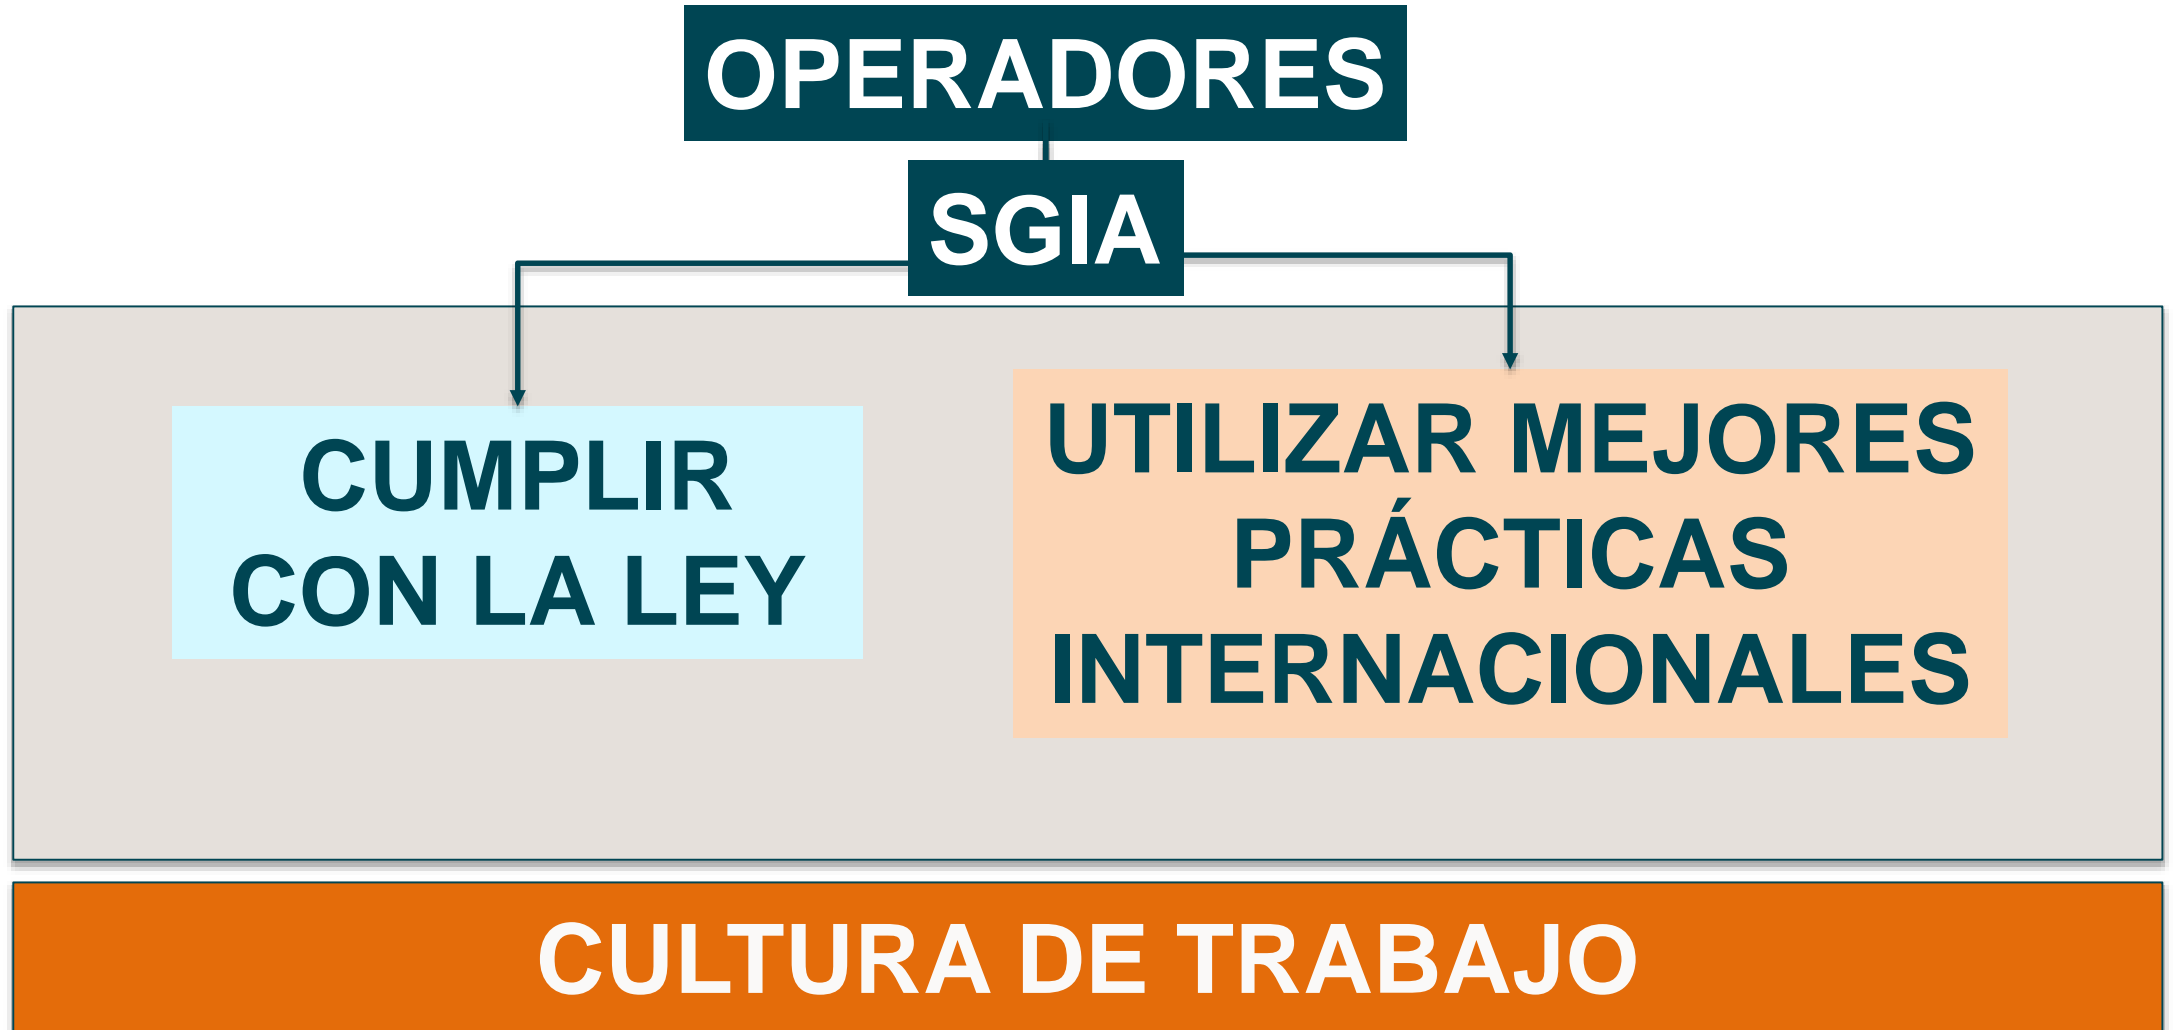 OPERADORES
SGIA
CUMPLIR
CON LA LEY
UTILIZAR MEJORES
PRÁCTICAS
INTERNACIONALES
CULTURA DE TRABAJO